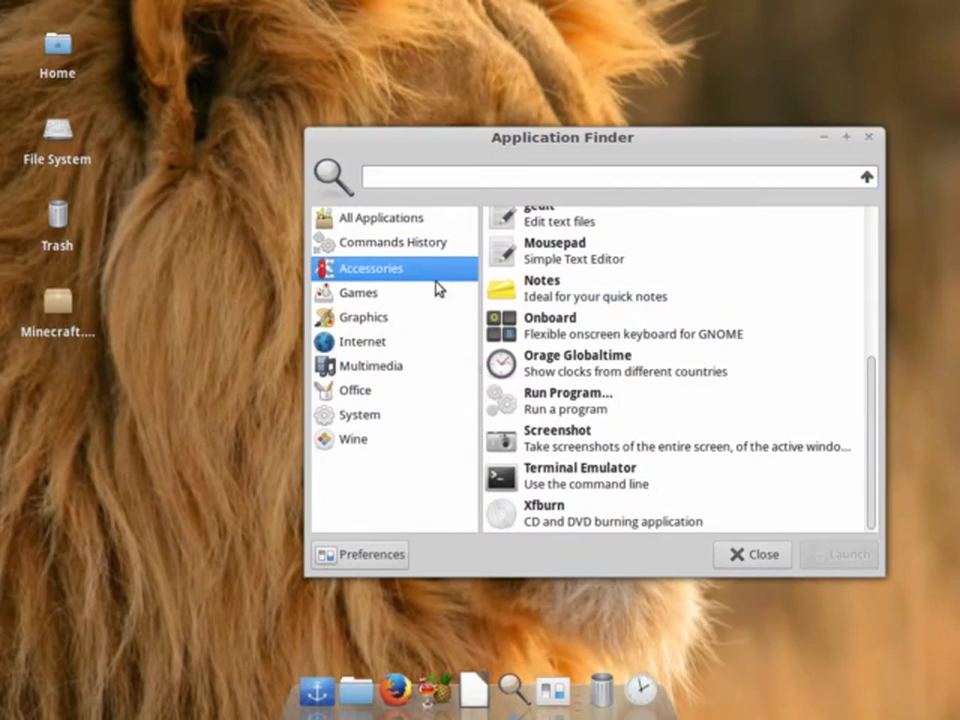 Home
File System
Trash
Minecraft....
Application Finder
All Applications
Commands History
Accessories
Games
Graphics
Internet
Multimedia
Office
System
Wine
gedit
Edit text files
Mousepad
Simple Text Editor
Notes
Ideal for your quick notes
Onboard
Flexible onscreen keyboard for GNOME
Orage Globaltime
Show clocks from different countries
Run Program...
Run a program
Screenshot
Take screenshots of the entire screen, of the active windo...
Terminal Emulator
Use the command line
Xfburn
CD and DVD burning application
Preferences
Close
Launch